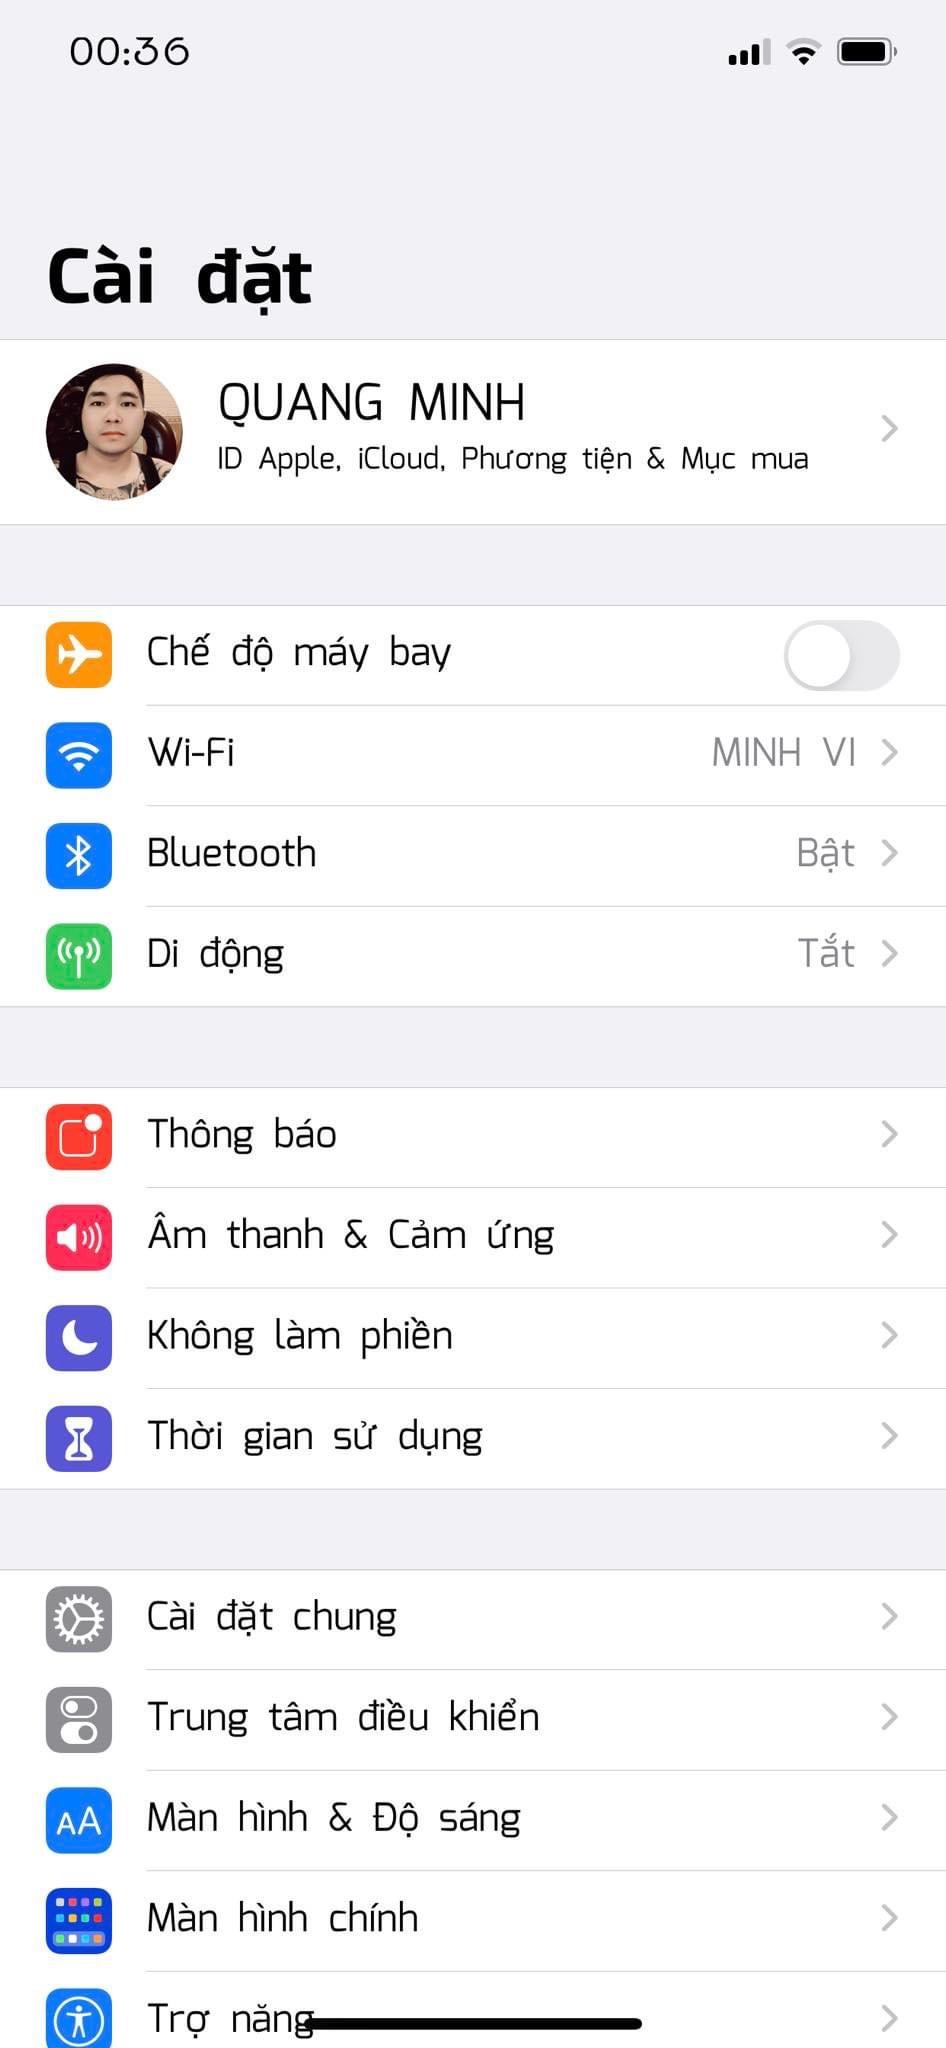 00:36
Cài đặt
QUANG MINH
ID Apple, iCloud, Phương tiện & Mục mua
Chế độ máy bay
Wi-Fi MINH VI
Bluetooth Bật
Di động Tắt
Thông báo
Âm thanh & Cảm ứng
Không làm phiền
Thời gian sử dụng
Cài đặt chung
Trung tâm điều khiển
AA Màn hình & Độ sáng
Màn hình chính
Trợ năng